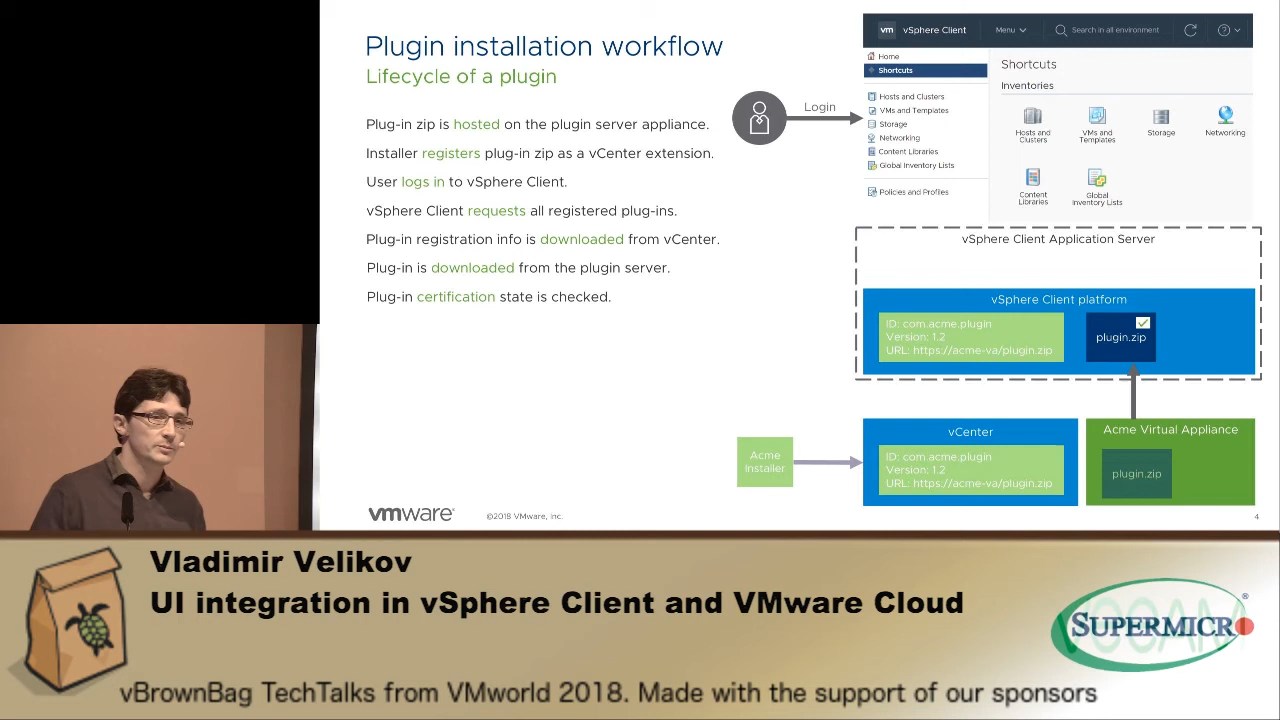 Plugin installation workflow
Lifecycle of a plugin
Plug-in zip is hosted on the plugin server appliance.
Installer registers plug-in zip as a vCenter extension.
User logs in to vSphere Client.
vSphere Client requests all registered plug-ins.
Plug-in registration info is downloaded from vCenter.
Plug-in is downloaded from the plugin server.
Plug-in certification state is checked.
Login
vm vSphere Client Menu Search in all environment
Home
Shortcuts
Hosts and Clusters
VMs and Templates
Storage
Networking
Content Libraries
Global Inventory Lists
Policies and Profiles
Shortcuts
Inventories
Hosts and
Clusters
VMs and
Templates
Storage
Networking
Content
Libraries
Global
Inventory Lists
vSphere Client Application Server
vSphere Client platform
ID: com.acme.plugin
Version: 1.2
URL: https://acme-va/plugin.zip
plugin.zip
Acme
Installer
vCenter
ID: com.acme.plugin
Version: 1.2
URL: https://acme-va/plugin.zip
Acme Virtual Appliance
plugin.zip
vmware®
©2018 VMware, Inc.
4
Vladimir Velikov
UI integration in vSphere Client and VMware Cloud
SUPERMICR®
vBrownBag TechTalks from VMworld 2018. Made with the support of our sponsors